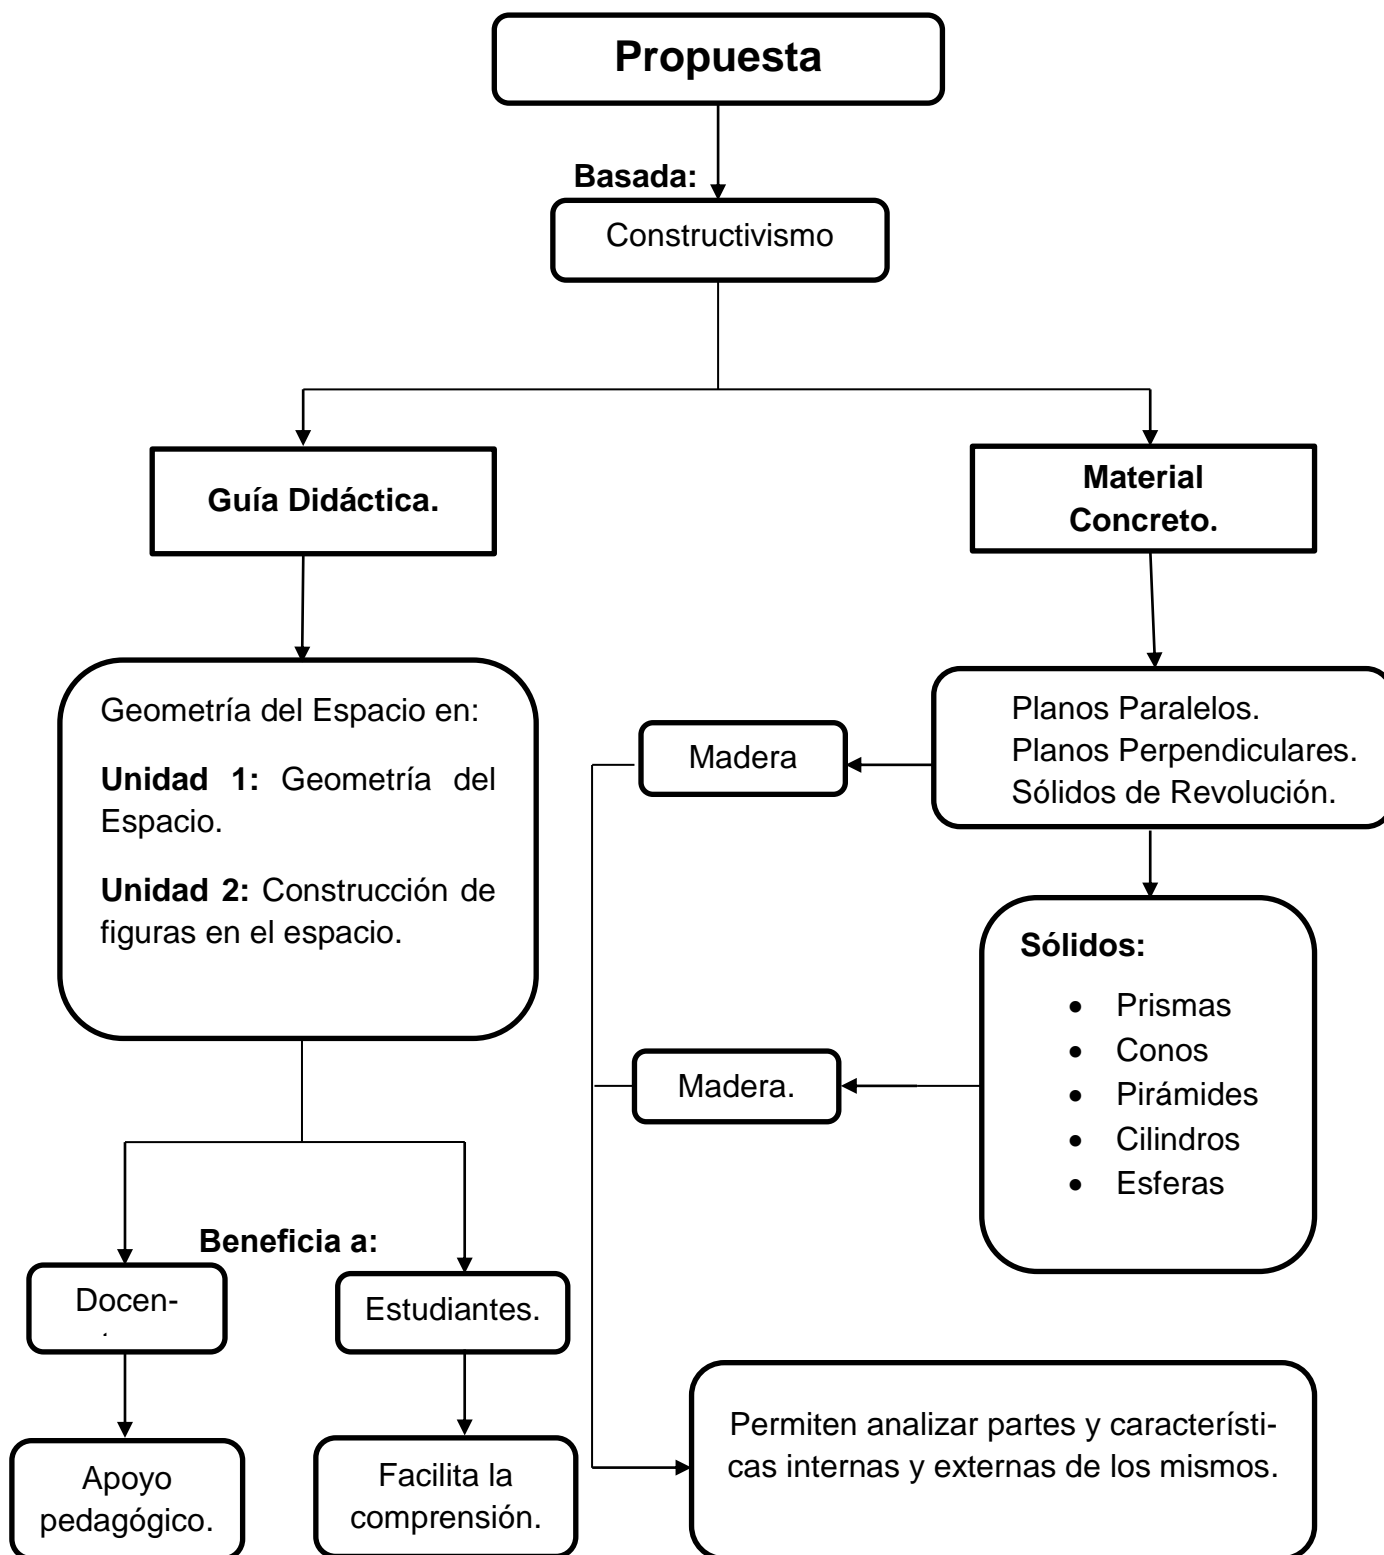 Propuesta
Basada:
Constructivismo
Guía Didáctica.
Material
Concreto.
Geometría del Espacio en:
Unidad 1: Geometría del
Espacio.
Unidad 2: Construcción de
figuras en el espacio.
Madera
Planos Paralelos.
Planos Perpendiculares.
Sólidos de Revolución.
Sólidos:
• Prismas
• Conos
• Pirámides
• Cilindros
• Esferas
Madera.
Beneficia a:
Docen-
Estudiantes.
Apoyo
pedagógico.
Facilita la
comprensión.
Permiten analizar partes y característi-
cas internas y externas de los mismos.